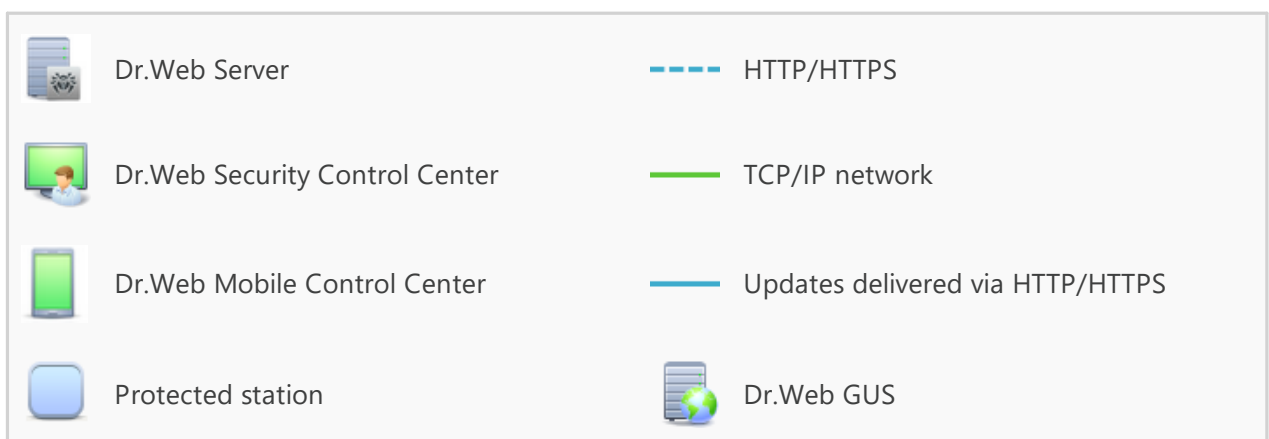 Dr.Web Server
HTTP/HTTPS
Dr.Web Security Control Center
TCP/IP network
Dr.Web Mobile Control Center
Updates delivered via HTTP/HTTPS
Protected station
Dr.Web GUS